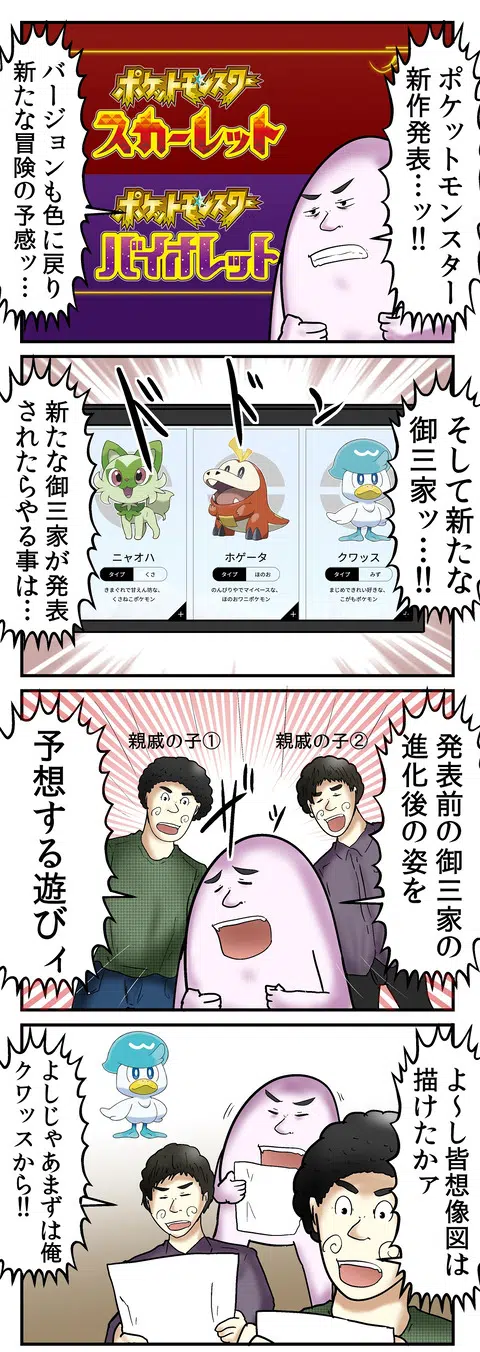 ポケットモンスター
新作発表…ッ!!
ポケットモンスター
スカーレット
ポケットモンスター
バイオレット
バージョンも色に戻り
新たな冒険の予感ッ…
そして新たな
御三家ッ…!!
ドドン
ニャオハ
タイプ くさ
きまぐれで甘えん坊な、
くさねこポケモン
+
ホゲータ
タイプ ほのお
のんびりやでマイペースな、
ほのおワニポケモン
+
クワッス
タイプ みず
まじめできれい好きな、
こがもポケモン
+
新たな御三家が発表
されたらやる事は…
発表前の御三家の
進化後の姿を
親戚の子②
親戚の子①
ザッ
予想する遊びィ
よ〜し皆想像図は
描けたかァ
よしじゃあまずは俺
クワッスから!!